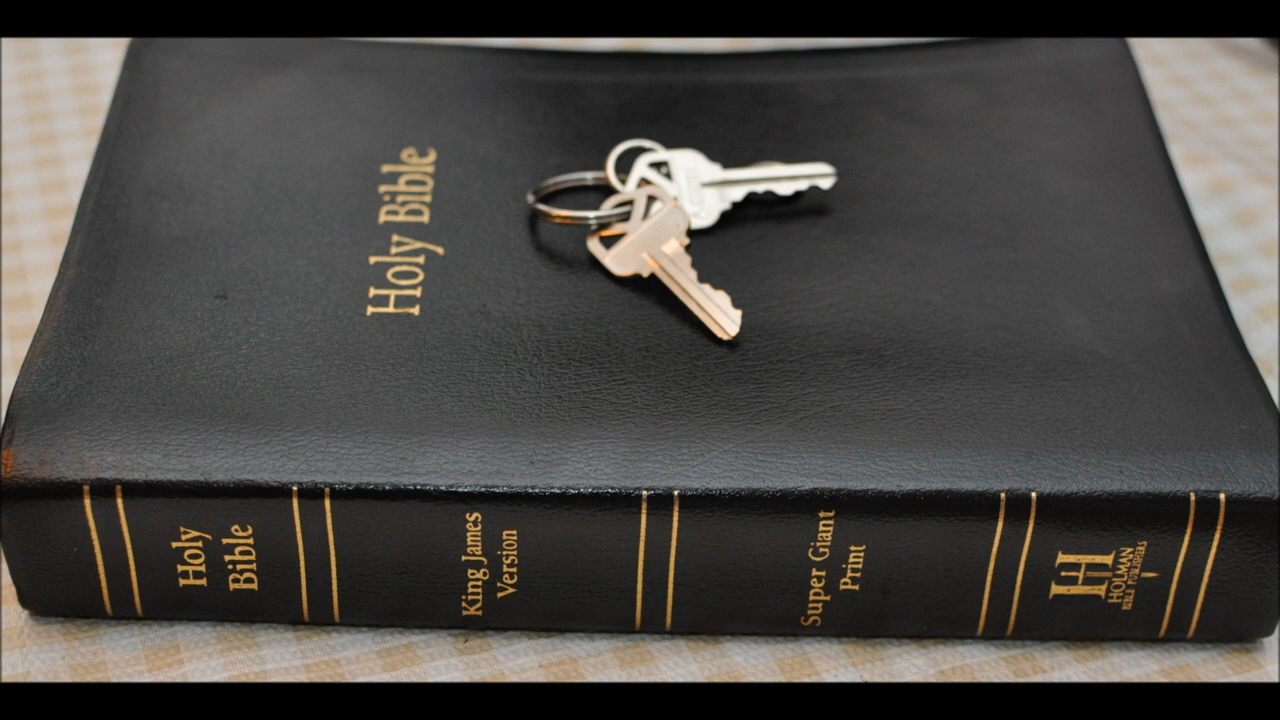 Holy Bible
Holy
Bible
King James
Version
Super Giant
Print
H
HOLMAN
BIBLE PUBLISHERS